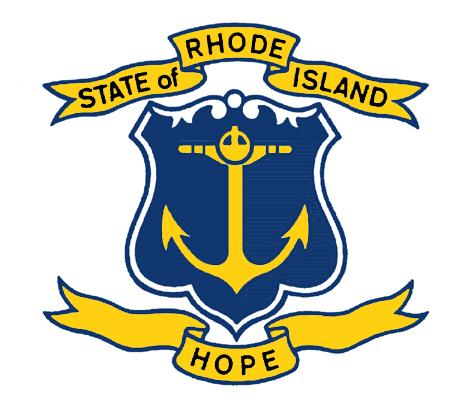 STATE of RHODE ISLAND
HOPE